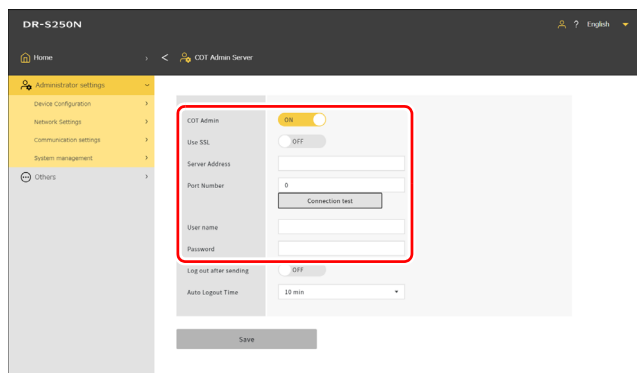 DR-S250N
? English
Home
COT Admin Server
Administrator settings
Device Configuration
Network Settings
Communication settings
System management
Others
COT Admin ON
Use SSL OFF
Server Address
Port Number 0
Connection test
User name
Password
Log out after sending OFF
Auto Logout Time 10 min
Save